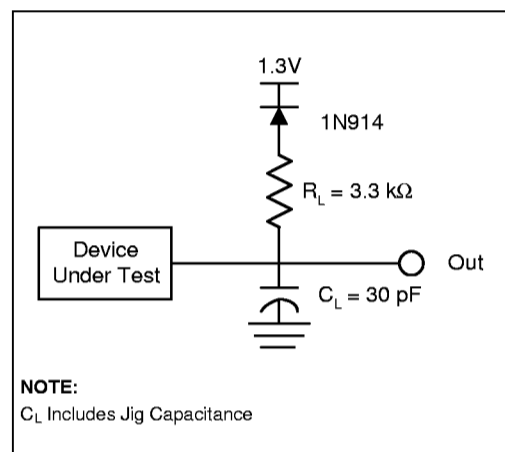 1.3V
1N914
R_L = 3.3 kΩ
Device
Under Test
Out
C_L = 30 pF
NOTE:
C_L Includes Jig Capacitance